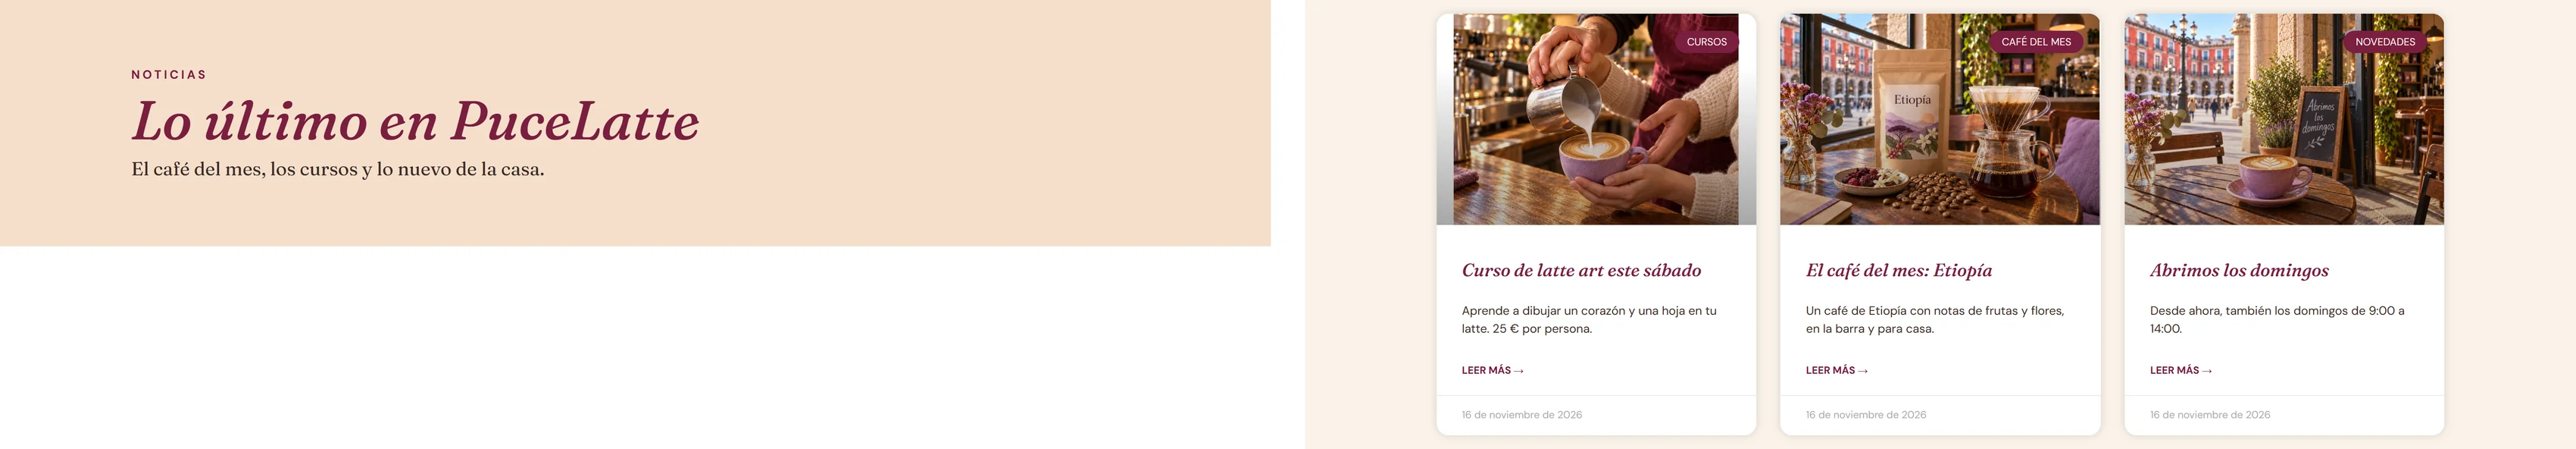 NOTICIAS
Lo último en PuceLatte
El café del mes, los cursos y lo nuevo de la casa.
CURSOS
Curso de latte art este sábado
Aprende a dibujar un corazón y una hoja en tu
latte. 25 € por persona.
LEER MÁS →
16 de noviembre de 2026
CAFÉ DEL MES
Etiopía
El café del mes: Etiopía
Un café de Etiopía con notas de frutas y flores,
en la barra y para casa.
LEER MÁS →
16 de noviembre de 2026
NOVEDADES
Abrimos
los
domingos
Abrimos los domingos
Desde ahora, también los domingos de 9:00 a
14:00.
LEER MÁS →
16 de noviembre de 2026